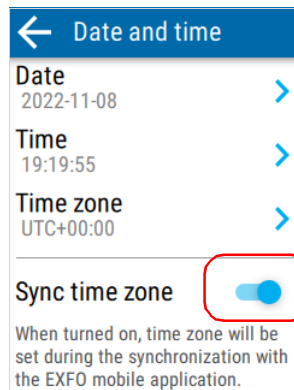 Date and time
Date
2022-11-08
Time
19:19:55
Time zone
UTC+00:00
Sync time zone
When turned on, time zone will be
set during the synchronization with
the EXFO mobile application.